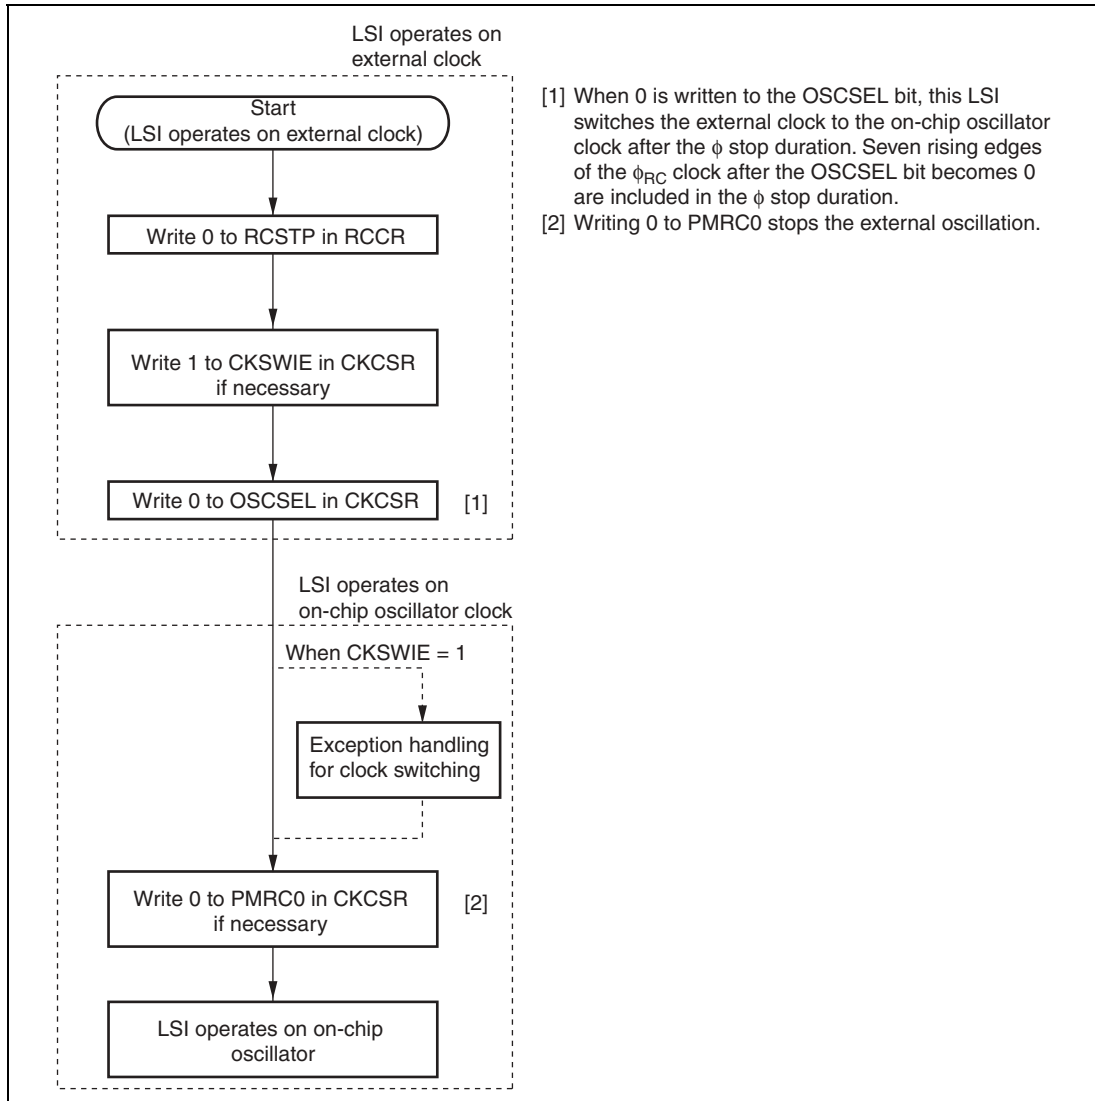 LSI operates on
external clock
Start
(LSI operates on external clock)
Write 0 to RCSTP in RCCR
Write 1 to CKSWIE in CKCSR
if necessary
Write 0 to OSCSEL in CKCSR
[1]
LSI operates on
on-chip oscillator clock
When CKSWIE = 1
Exception handling
for clock switching
Write 0 to PMRC0 in CKCSR
if necessary
[2]
LSI operates on on-chip
oscillator
[1] When 0 is written to the OSCSEL bit, this LSI
switches the external clock to the on-chip oscillator
clock after the ϕ stop duration. Seven rising edges
of the ϕRC clock after the OSCSEL bit becomes 0
are included in the ϕ stop duration.
[2] Writing 0 to PMRC0 stops the external oscillation.